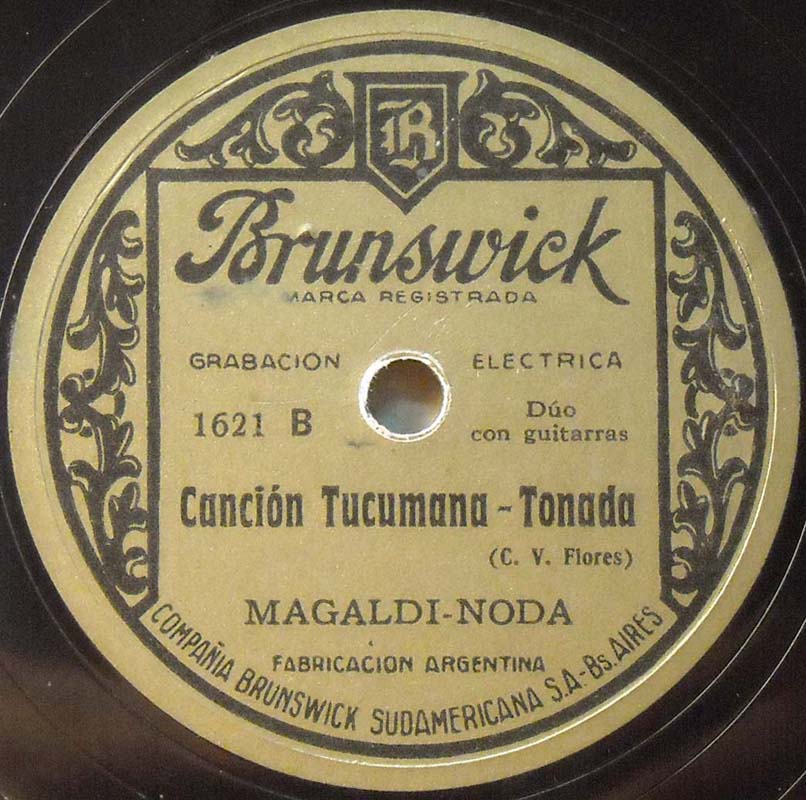 B
Brunswick
MARCA REGISTRADA
GRABACION ELECTRICA
1621 B
Dúo
con guitarras
Canción Tucumana - Tonada
(C. V. Flores)
MAGALDI-NODA
FABRICACION ARGENTINA
COMPAÑIA BRUNSWICK SUDAMERICANA S.A-Bs.AIRES